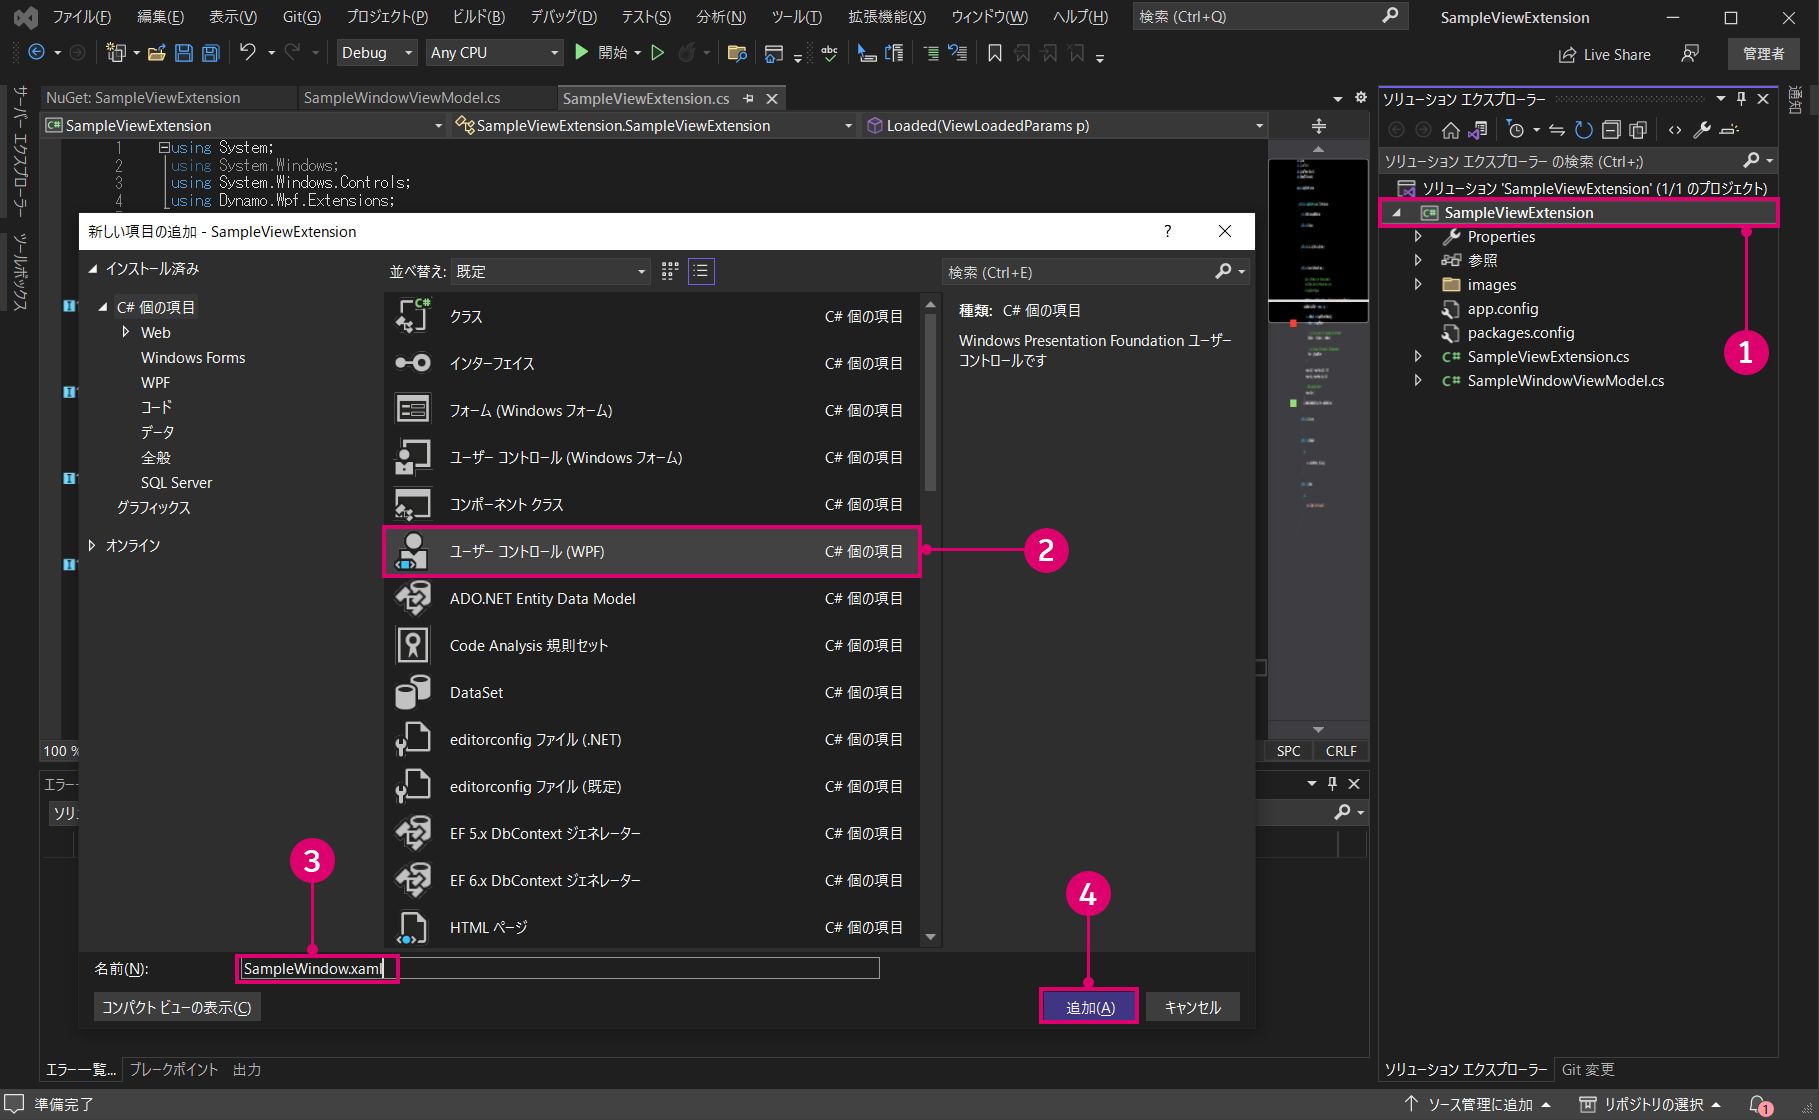 ファイル(F) 編集(E) 表示(V) Git(G) プロジェクト(P) ビルド(B) デバッグ(D) テスト(S) 分析(N) ツール(T) 拡張機能(X) ウィンドウ(W) ヘルプ(H) 検索 (Ctrl+Q) SampleViewExtension
Debug Any CPU 開始 abc Live Share 管理者
サーバー エクスプローラー
ツールボックス
通知
NuGet: SampleViewExtension SampleWindowViewModel.cs SampleViewExtension.cs
SampleViewExtension SampleViewExtension.SampleViewExtension Loaded(ViewLoadedParams p)
1 using System;
2 using System.Windows;
3 using System.Windows.Controls;
4 using Dynamo.Wpf.Extensions;
新しい項目の追加 - SampleViewExtension ?
インストール済み
C# 個の項目
Web
Windows Forms
WPF
コード
データ
全般
SQL Server
グラフィックス
オンライン
並べ替え: 既定
検索 (Ctrl+E)
クラス C# 個の項目
インターフェイス C# 個の項目
フォーム (Windows フォーム) C# 個の項目
ユーザー コントロール (Windows フォーム) C# 個の項目
コンポーネント クラス C# 個の項目
ユーザー コントロール (WPF) C# 個の項目
2
ADO.NET Entity Data Model C# 個の項目
Code Analysis 規則セット C# 個の項目
DataSet C# 個の項目
editorconfig ファイル (.NET) C# 個の項目
editorconfig ファイル (既定) C# 個の項目
EF 5.x DbContext ジェネレーター C# 個の項目
EF 6.x DbContext ジェネレーター C# 個の項目
HTML ページ C# 個の項目
種類: C# 個の項目
Windows Presentation Foundation ユーザー
コントロールです
3
4
名前(N): SampleWindow.xaml
コンパクト ビューの表示(C) 追加(A) キャンセル
100 %
SPC CRLF
エラー
ソリュ
エラー一覧... ブレークポイント 出力
ソリューション エクスプローラー
ソリューション エクスプローラー の検索 (Ctrl+;)
ソリューション 'SampleViewExtension' (1/1 のプロジェクト)
SampleViewExtension
Properties
参照
images
app.config
packages.config
SampleViewExtension.cs
SampleWindowViewModel.cs
1
ソリューション エクスプローラー Git 変更
準備完了 ソース管理に追加 リポジトリの選択 1